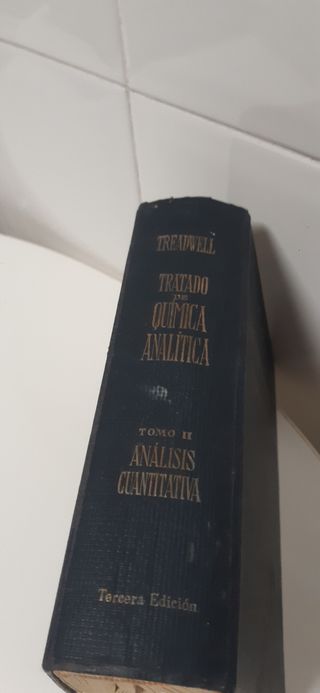 TREADWELL
TRATADO
DE
QUÍMICA
ANALÍTICA
TOMO II
ANÁLISIS
CUANTITATIVA
Tercera Edición